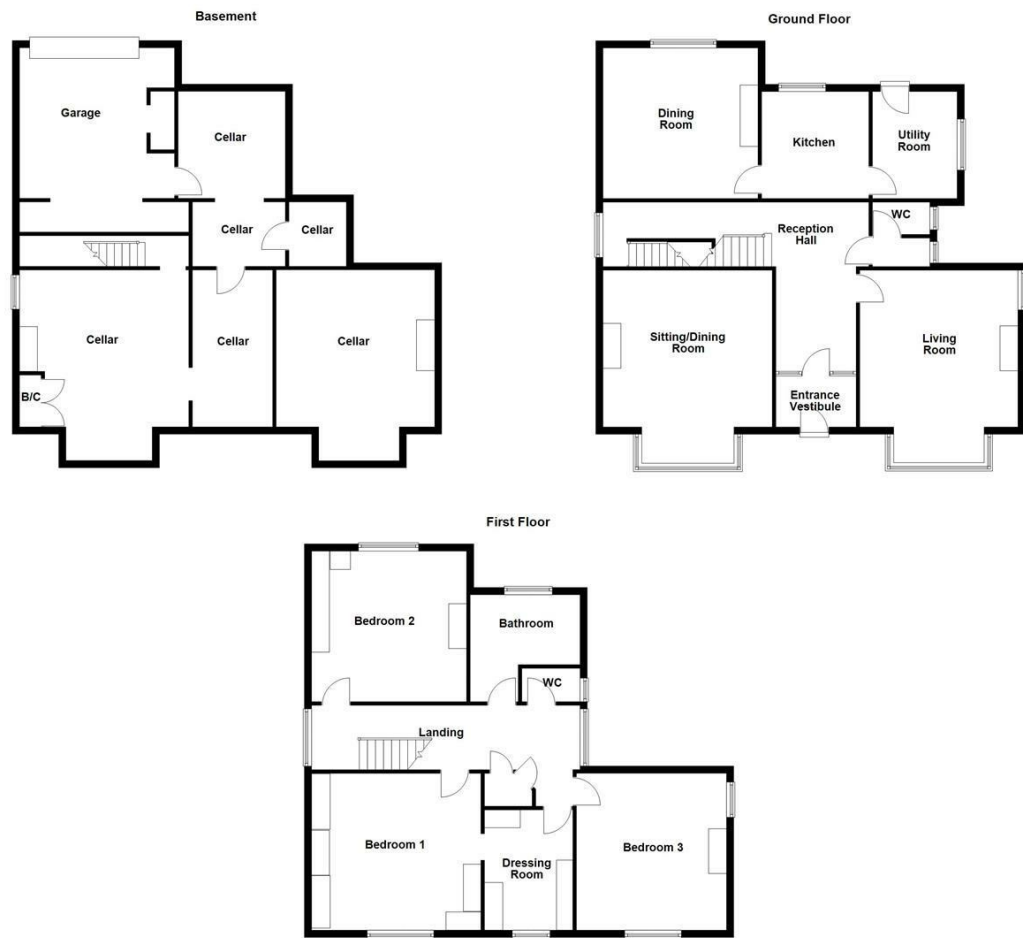 Basement
Garage
Cellar
Cellar
Cellar
Cellar
Cellar
Cellar
B/C
Ground Floor
Dining
Room
Kitchen
Utility
Room
WC
Reception
Hall
Sitting/Dining
Room
Living
Room
Entrance
Vestibule
First Floor
Bedroom 2
Bathroom
WC
Landing
Bedroom 1
Dressing
Room
Bedroom 3